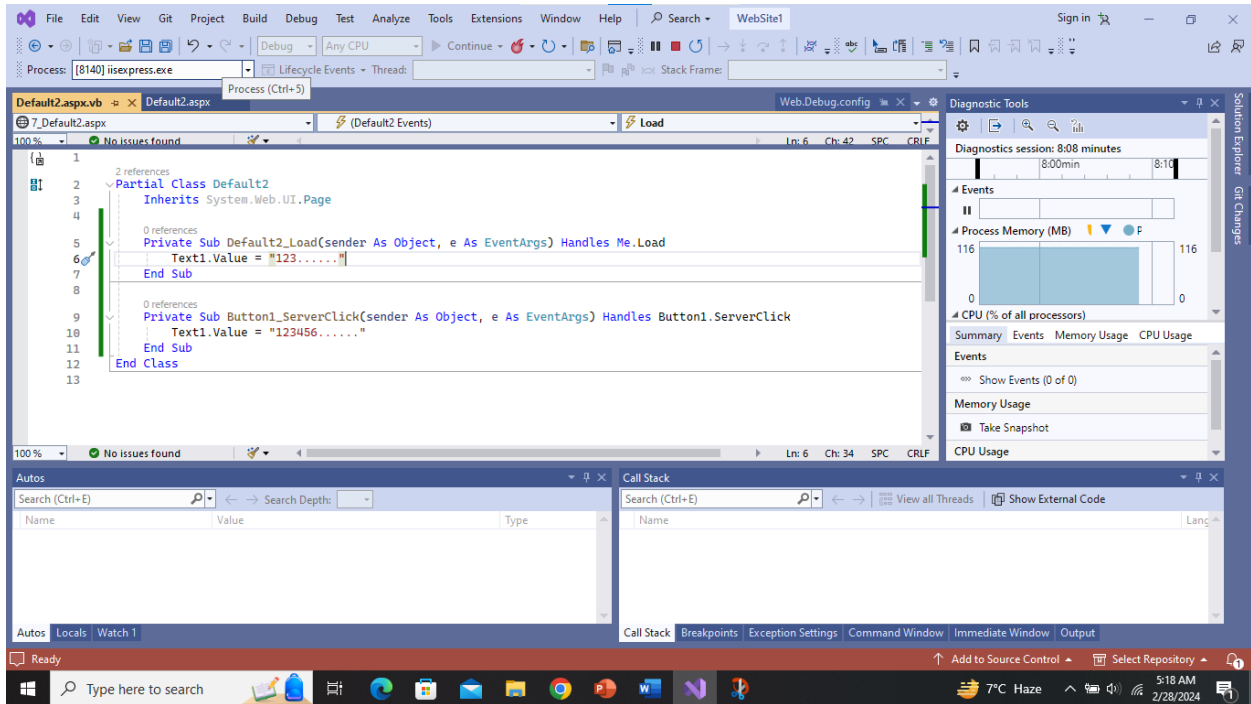 File Edit View Git Project Build Debug Test Analyze Tools Extensions Window Help Search WebSite1 Sign in
Debug Any CPU Continue
Process: [8140] iisexpress.exe Lifecycle Events Thread: Stack Frame:
Process (Ctrl+5)
Default2.aspx.vb Default2.aspx Web.Debug.config
7_Default2.aspx (Default2 Events) Load
100 % No issues found Ln: 6 Ch: 42 SPC CRLF
1
2 references
2 Partial Class Default2
3 Inherits System.Web.UI.Page
4
0 references
5 Private Sub Default2_Load(sender As Object, e As EventArgs) Handles Me.Load
6 Text1.Value = "123......"
7 End Sub
8
0 references
9 Private Sub Button1_ServerClick(sender As Object, e As EventArgs) Handles Button1.ServerClick
10 Text1.Value = "123456......"
11 End Sub
12 End Class
13
100 % No issues found Ln: 6 Ch: 34 SPC CRLF
Diagnostic Tools
Diagnostics session: 8:08 minutes
8:00min 8:10
Events
Process Memory (MB) P
116 116
0 0
CPU (% of all processors)
Summary Events Memory Usage CPU Usage
Events
Show Events (0 of 0)
Memory Usage
Take Snapshot
CPU Usage
Solution Explorer
Git Changes
Autos
Search (Ctrl+E) Search Depth:
Name Value Type
Autos Locals Watch 1
Call Stack
Search (Ctrl+E) View all Threads Show External Code
Name Lang
Call Stack Breakpoints Exception Settings Command Window Immediate Window Output
Ready Add to Source Control Select Repository 1
Type here to search 7°C Haze 5:18 AM
2/28/2024 1